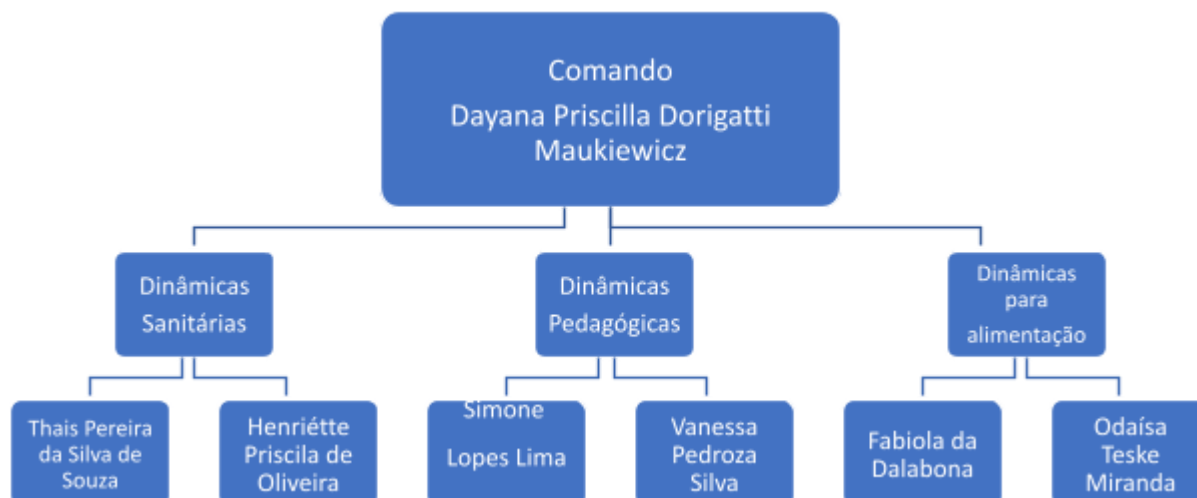 Comando
Dayana Priscilla Dorigatti
Maukiewicz
Dinâmicas
Sanitárias
Dinâmicas
Pedagógicas
Dinâmicas
para
alimentação
Thais Pereira
da Silva de
Souza
Henriétte
Priscila de
Oliveira
Simone
Lopes Lima
Vanessa
Pedroza
Silva
Fabiola da
Dalabona
Odaísa
Teske
Miranda